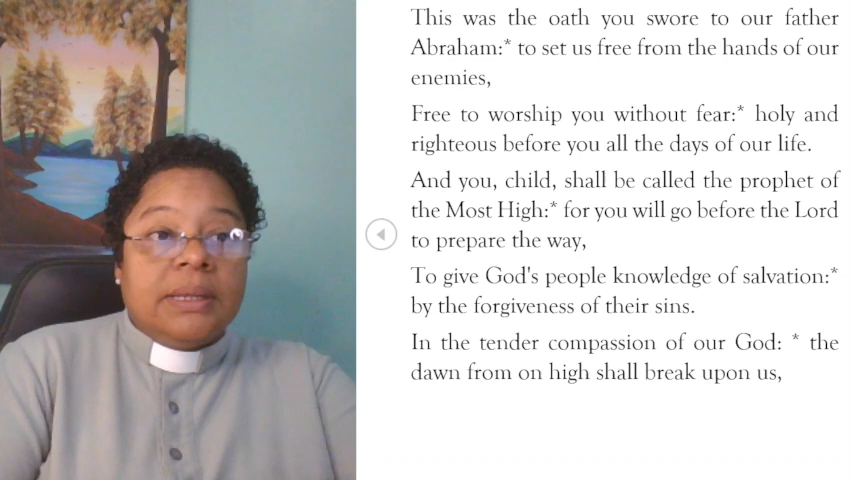 This was the oath you swore to our father
Abraham:* to set us free from the hands of our
enemies,
Free to worship you without fear:* holy and
righteous before you all the days of our life.
And you, child, shall be called the prophet of
the Most High:* for you will go before the Lord
to prepare the way,
To give God's people knowledge of salvation:*
by the forgiveness of their sins.
In the tender compassion of our God: * the
dawn from on high shall break upon us,